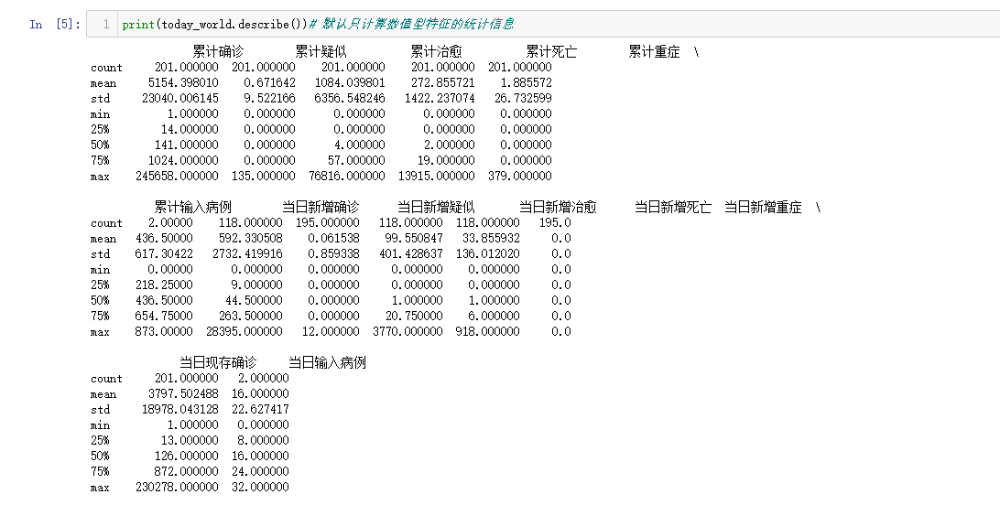 In [5]: 1 print(today_world.describe())# 默认只计算数值型特征的统计信息
累计确诊 累计疑似 累计治愈 累计死亡 累计重症 \
count 201.000000 201.000000 201.000000 201.000000 201.000000
mean 5154.398010 0.671642 1084.039801 272.855721 1.885572
std 23040.006145 9.522166 6356.548246 1422.237074 26.732599
min 1.000000 0.000000 0.000000 0.000000 0.000000
25% 14.000000 0.000000 0.000000 0.000000 0.000000
50% 141.000000 0.000000 4.000000 2.000000 0.000000
75% 1024.000000 0.000000 57.000000 19.000000 0.000000
max 245658.000000 135.000000 76816.000000 13915.000000 379.000000
累计输入病例 当日新增确诊 当日新增疑似 当日新增治愈 当日新增死亡 当日新增重症 \
count 2.00000 118.000000 195.000000 118.000000 118.000000 195.0
mean 436.50000 592.330508 0.061538 99.550847 33.855932 0.0
std 617.30422 2732.419916 0.859338 401.428637 136.012020 0.0
min 0.00000 0.000000 0.000000 0.000000 0.000000 0.0
25% 218.25000 9.000000 0.000000 0.000000 0.000000 0.0
50% 436.50000 44.500000 0.000000 1.000000 1.000000 0.0
75% 654.75000 263.500000 0.000000 20.750000 6.000000 0.0
max 873.00000 28395.000000 12.000000 3770.000000 918.000000 0.0
当日现存确诊 当日输入病例
count 201.000000 2.000000
mean 3797.502488 16.000000
std 18978.043128 22.627417
min 1.000000 0.000000
25% 13.000000 8.000000
50% 126.000000 16.000000
75% 872.000000 24.000000
max 230278.000000 32.000000